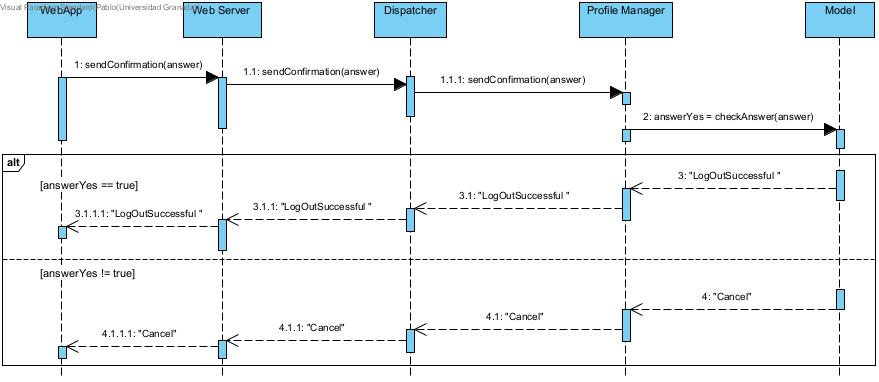 Visual Paradigm Standard(Pablo(Universidad Granada))
WebApp
Web Server
Dispatcher
Profile Manager
Model
1: sendConfirmation(answer)
1.1: sendConfirmation(answer)
1.1.1: sendConfirmation(answer)
2: answerYes = checkAnswer(answer)
alt
[answerYes == true]
3: "LogOutSuccessful "
3.1: "LogOutSuccessful "
3.1.1: "LogOutSuccessful "
3.1.1.1: "LogOutSuccessful "
[answerYes != true]
4: "Cancel"
4.1: "Cancel"
4.1.1: "Cancel"
4.1.1.1: "Cancel"